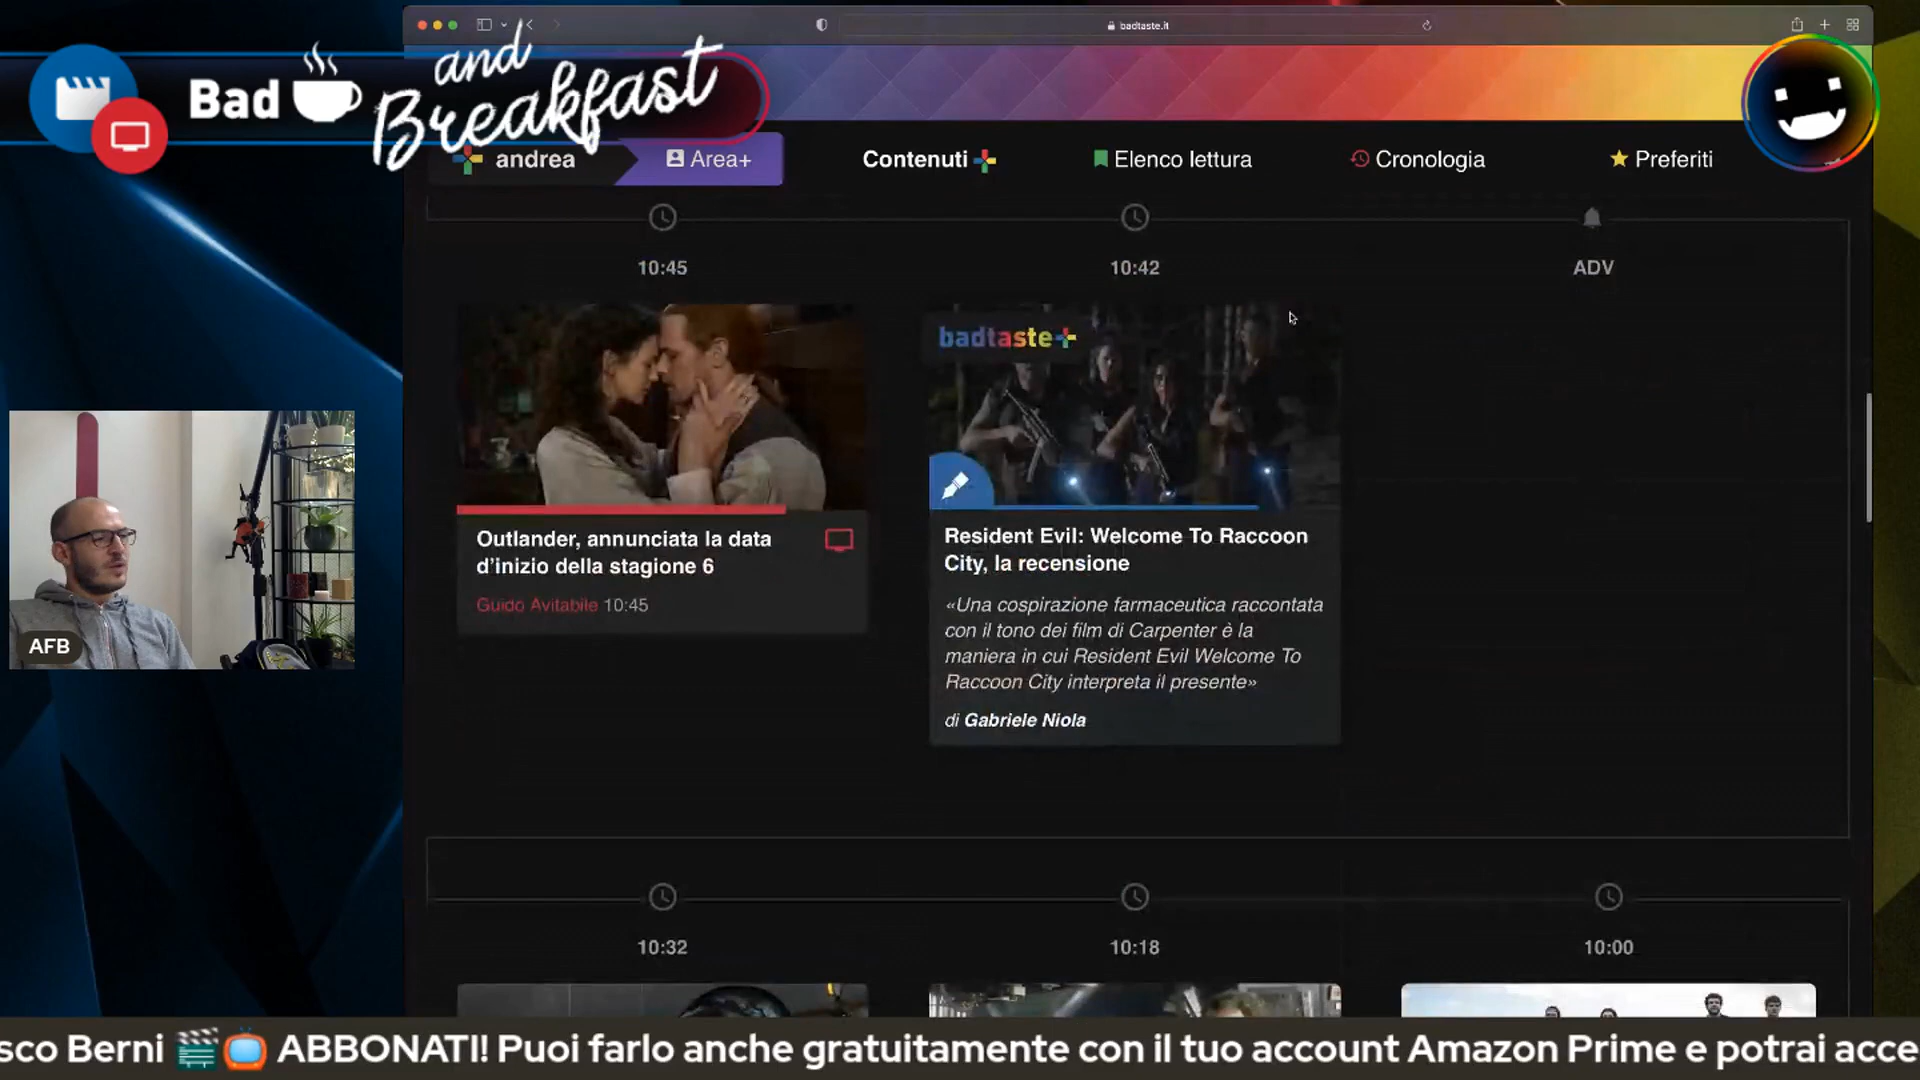 badtaste.it
Bad and Breakfast
andrea
Area+
Contenuti
Elenco lettura
Cronologia
Preferiti
10:45
10:42
ADV
badtaste+
Outlander, annunciata la data
d'inizio della stagione 6
Guido Avitabile 10:45
Resident Evil: Welcome To Raccoon
City, la recensione
«Una cospirazione farmaceutica raccontata
con il tono dei film di Carpenter è la
maniera in cui Resident Evil Welcome To
Raccoon City interpreta il presente»
di Gabriele Niola
AFB
10:32
10:18
10:00
sco Berni 🎬📺 ABBONATI! Puoi farlo anche gratuitamente con il tuo account Amazon Prime e potrai acce